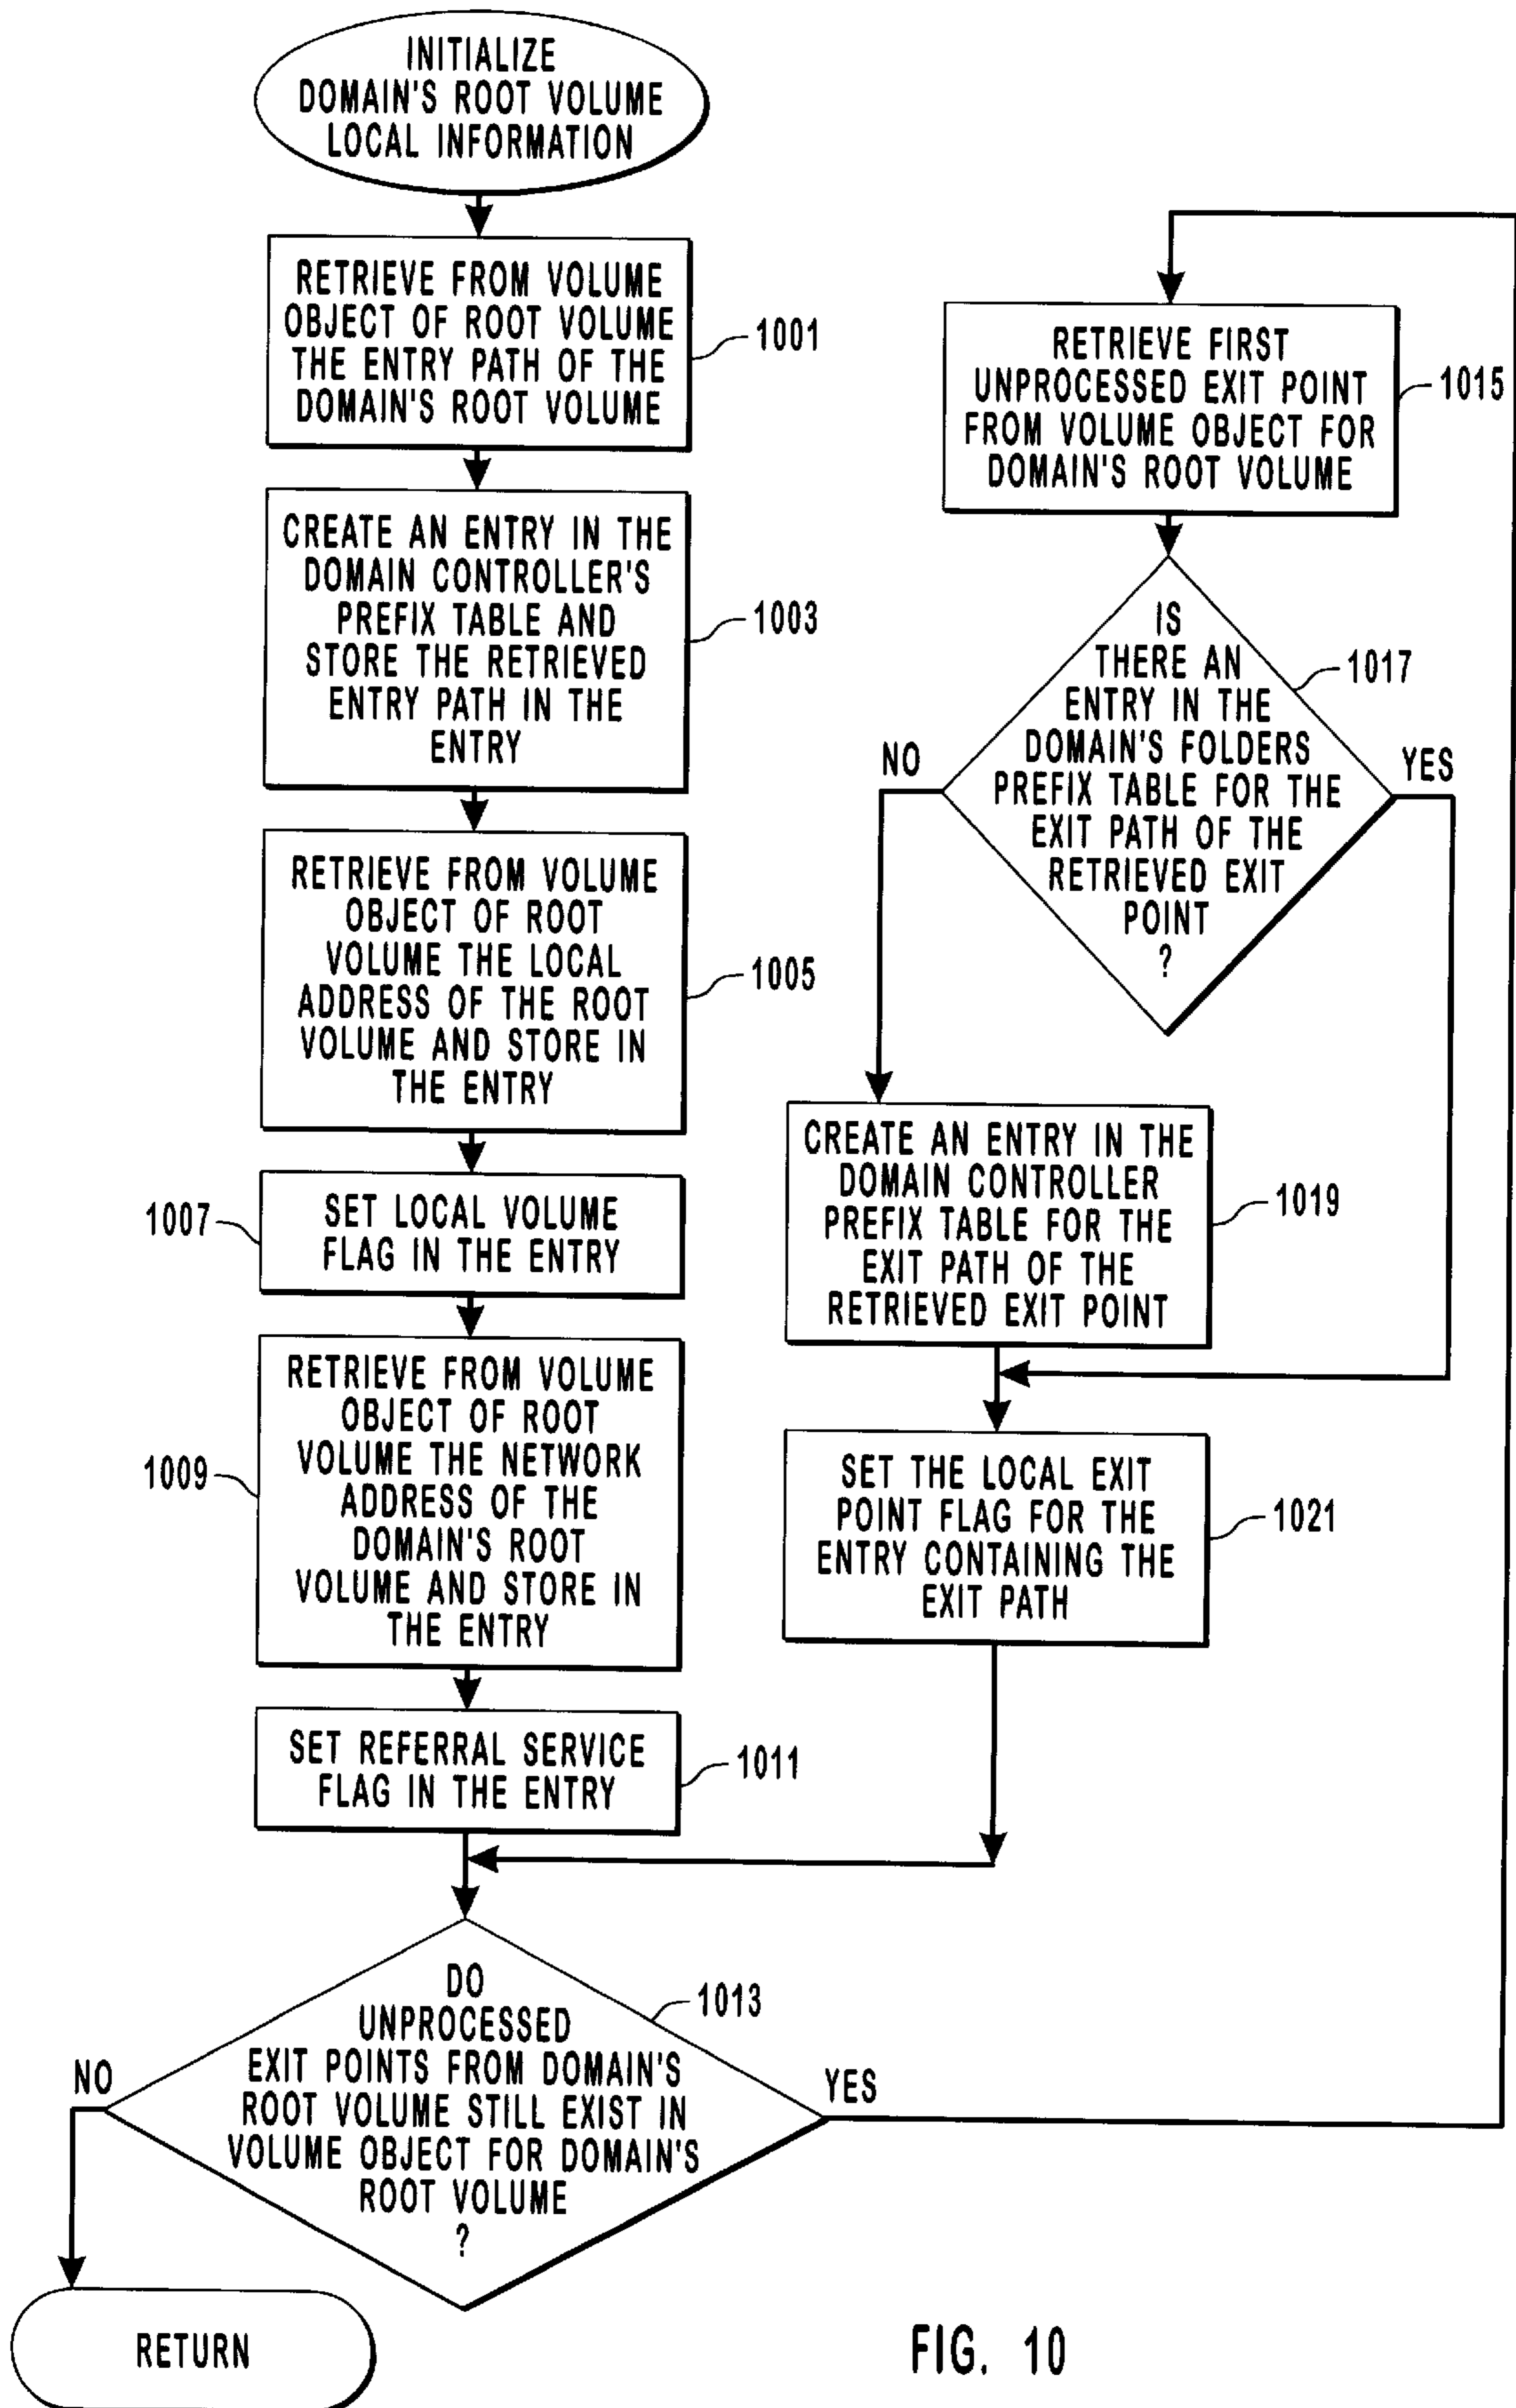 INITIALIZE
DOMAIN'S ROOT VOLUME
LOCAL INFORMATION
RETRIEVE FROM VOLUME
OBJECT OF ROOT VOLUME
THE ENTRY PATH OF THE
DOMAIN'S ROOT VOLUME
1001
CREATE AN ENTRY IN THE
DOMAIN CONTROLLER'S
PREFIX TABLE AND
STORE THE RETRIEVED
ENTRY PATH IN THE
ENTRY
1003
RETRIEVE FROM VOLUME
OBJECT OF ROOT
VOLUME THE LOCAL
ADDRESS OF THE ROOT
VOLUME AND STORE IN
THE ENTRY
1005
1007
SET LOCAL VOLUME
FLAG IN THE ENTRY
1009
RETRIEVE FROM VOLUME
OBJECT OF ROOT
VOLUME THE NETWORK
ADDRESS OF THE
DOMAIN'S ROOT
VOLUME AND STORE IN
THE ENTRY
SET REFERRAL SERVICE
FLAG IN THE ENTRY
1011
DO
UNPROCESSED
EXIT POINTS FROM DOMAIN'S
ROOT VOLUME STILL EXIST IN
VOLUME OBJECT FOR DOMAIN'S
ROOT VOLUME
?
1013
NO
YES
RETURN
RETRIEVE FIRST
UNPROCESSED EXIT POINT
FROM VOLUME OBJECT FOR
DOMAIN'S ROOT VOLUME
1015
IS
THERE AN
ENTRY IN THE
DOMAIN'S FOLDERS
PREFIX TABLE FOR THE
EXIT PATH OF THE
RETRIEVED EXIT
POINT
?
1017
NO
YES
CREATE AN ENTRY IN THE
DOMAIN CONTROLLER
PREFIX TABLE FOR THE
EXIT PATH OF THE
RETRIEVED EXIT POINT
1019
SET THE LOCAL EXIT
POINT FLAG FOR THE
ENTRY CONTAINING THE
EXIT PATH
1021
FIG. 10